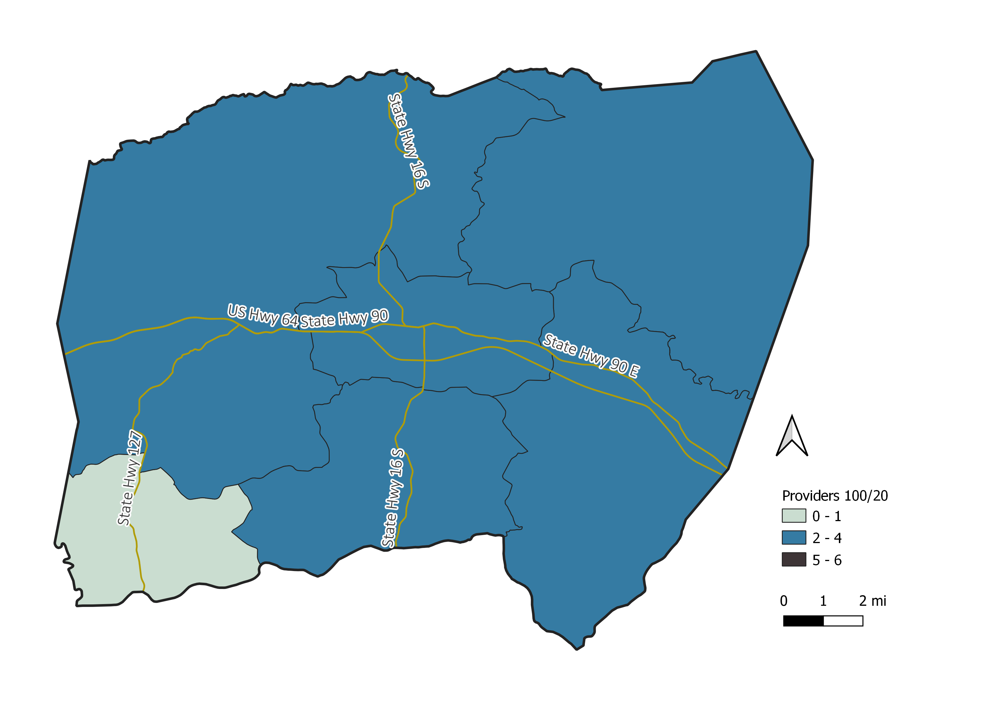 State Hwy 16 S
US Hwy 64
State Hwy 90
State Hwy 90 E
State Hwy 127
State Hwy 16 S
Providers 100/20
0 - 1
2 - 4
5 - 6
0 1 2 mi